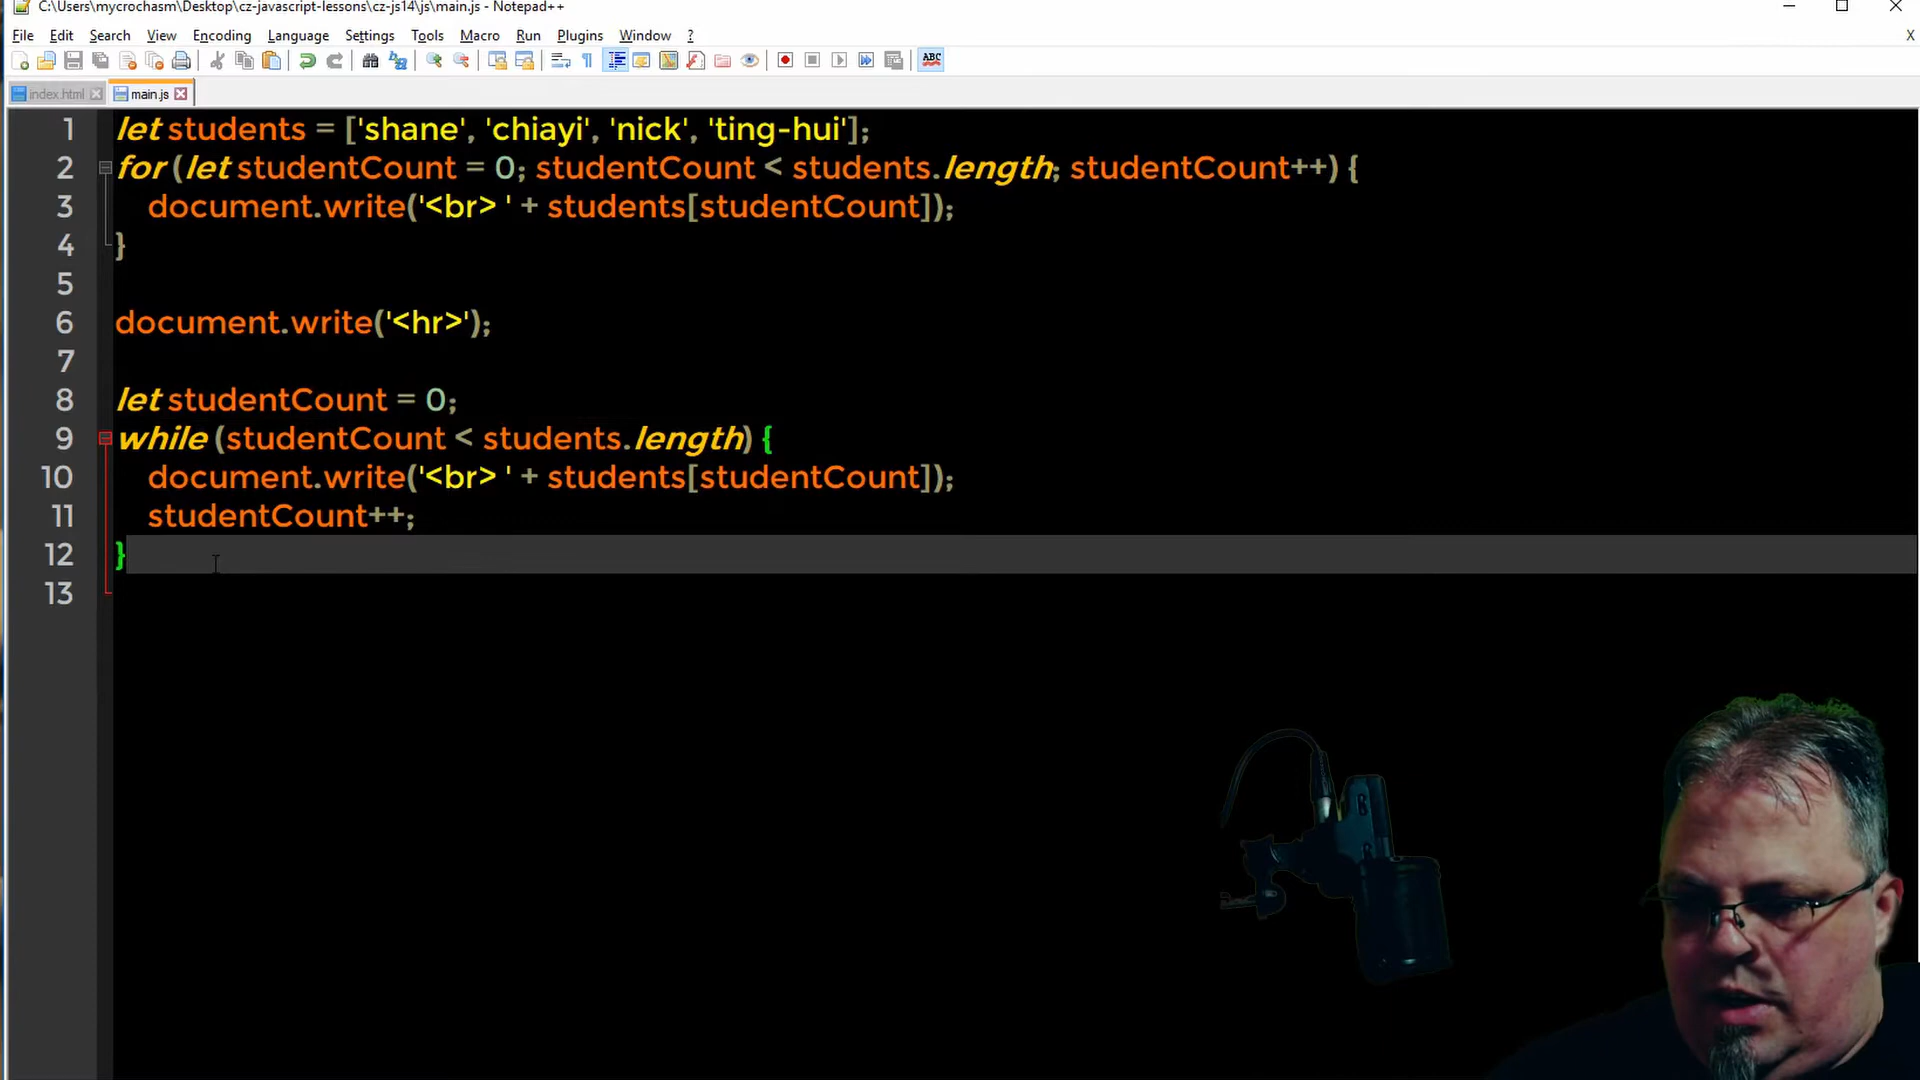 C:\Users\mycrochasm\Desktop\cz-javascript-lessons\cz-js14\js\main.js - Notepad++
File Edit Search View Encoding Language Settings Tools Macro Run Plugins Window ? X
ABC
index.html main.js
1 let students = ['shane', 'chiayi', 'nick', 'ting-hui'];
2 for (let studentCount = 0; studentCount < students.length; studentCount++) {
3 document.write('<br> ' + students[studentCount]);
4 }
5
6 document.write('<hr>');
7
8 let studentCount = 0;
9 while (studentCount < students.length) {
10 document.write('<br> ' + students[studentCount]);
11 studentCount++;
12 }
13